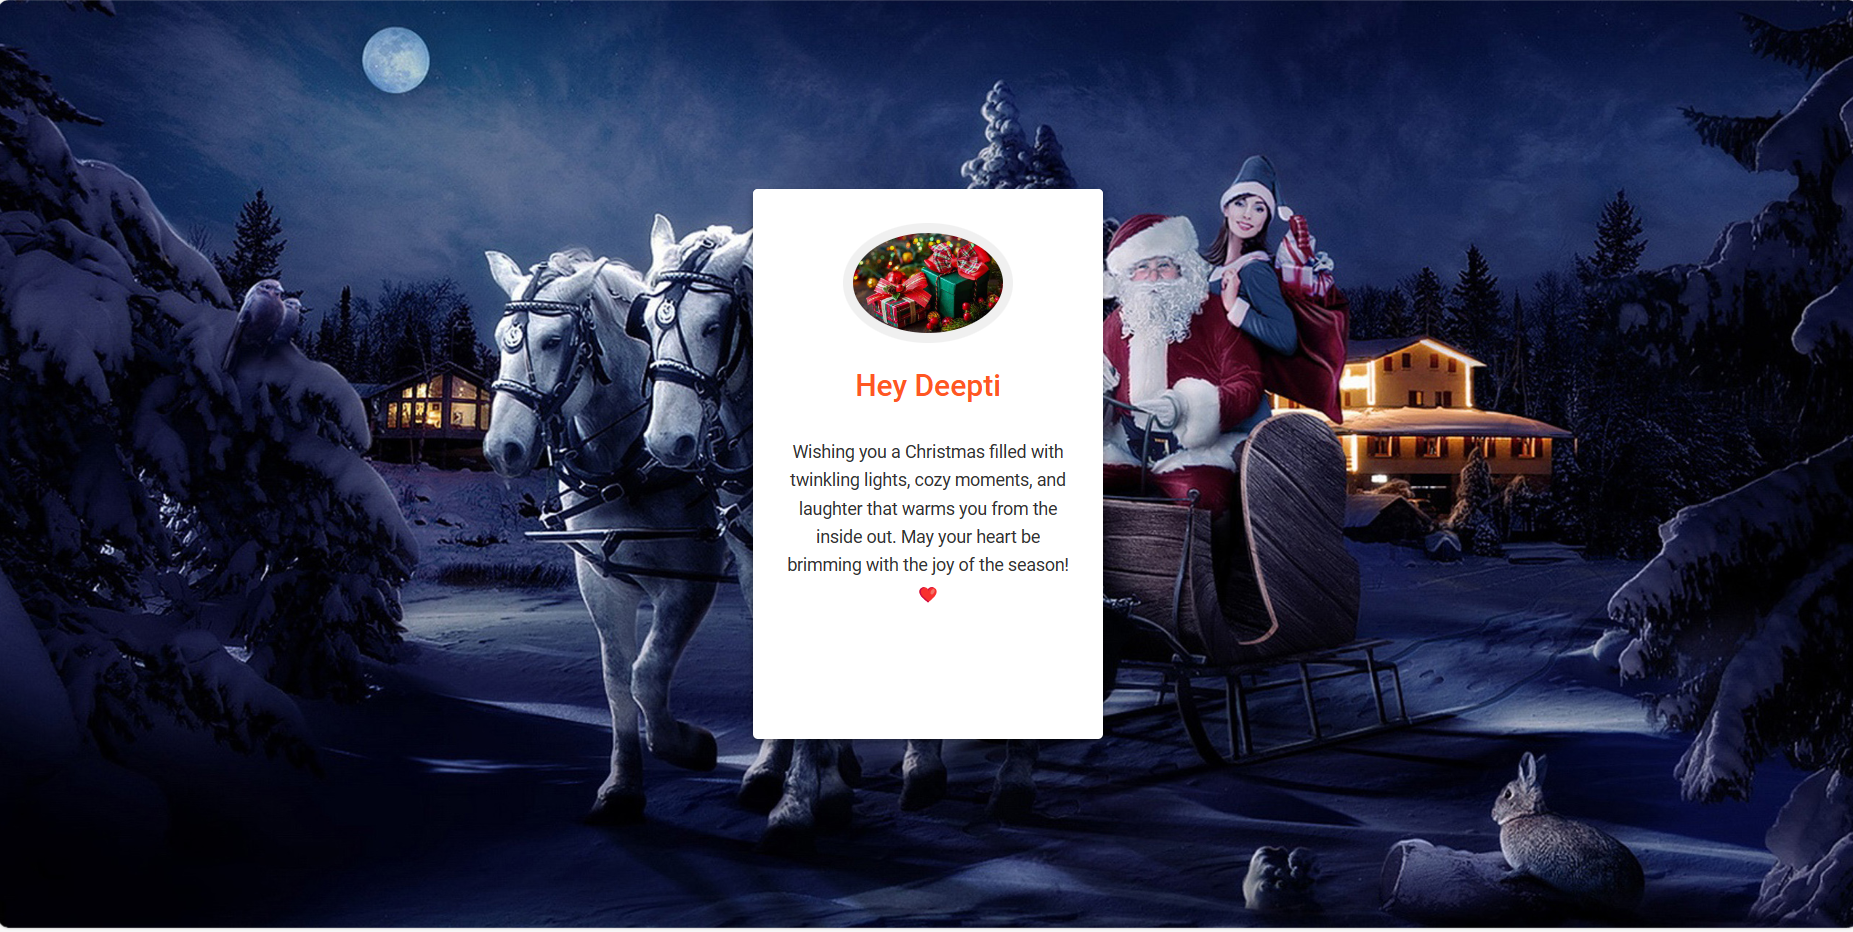 Hey Deepti
Wishing you a Christmas filled with
twinkling lights, cozy moments, and
laughter that warms you from the
inside out. May your heart be
brimming with the joy of the season!
❤️